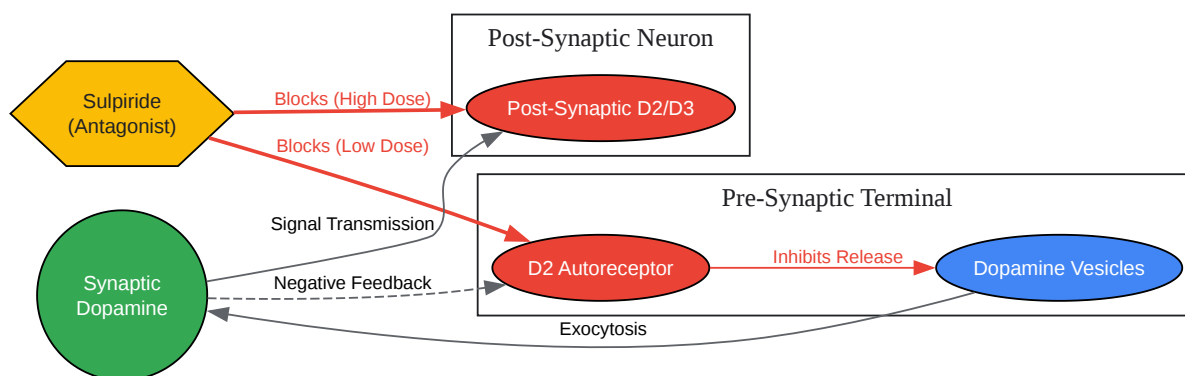 Post-Synaptic Neuron
Sulpiride
(Antagonist)
Blocks (High Dose)
Post-Synaptic D2/D3
Blocks (Low Dose)
Pre-Synaptic Terminal
Signal Transmission
Synaptic
Dopamine
Negative Feedback
D2 Autoreceptor
Inhibits Release
Dopamine Vesicles
Exocytosis